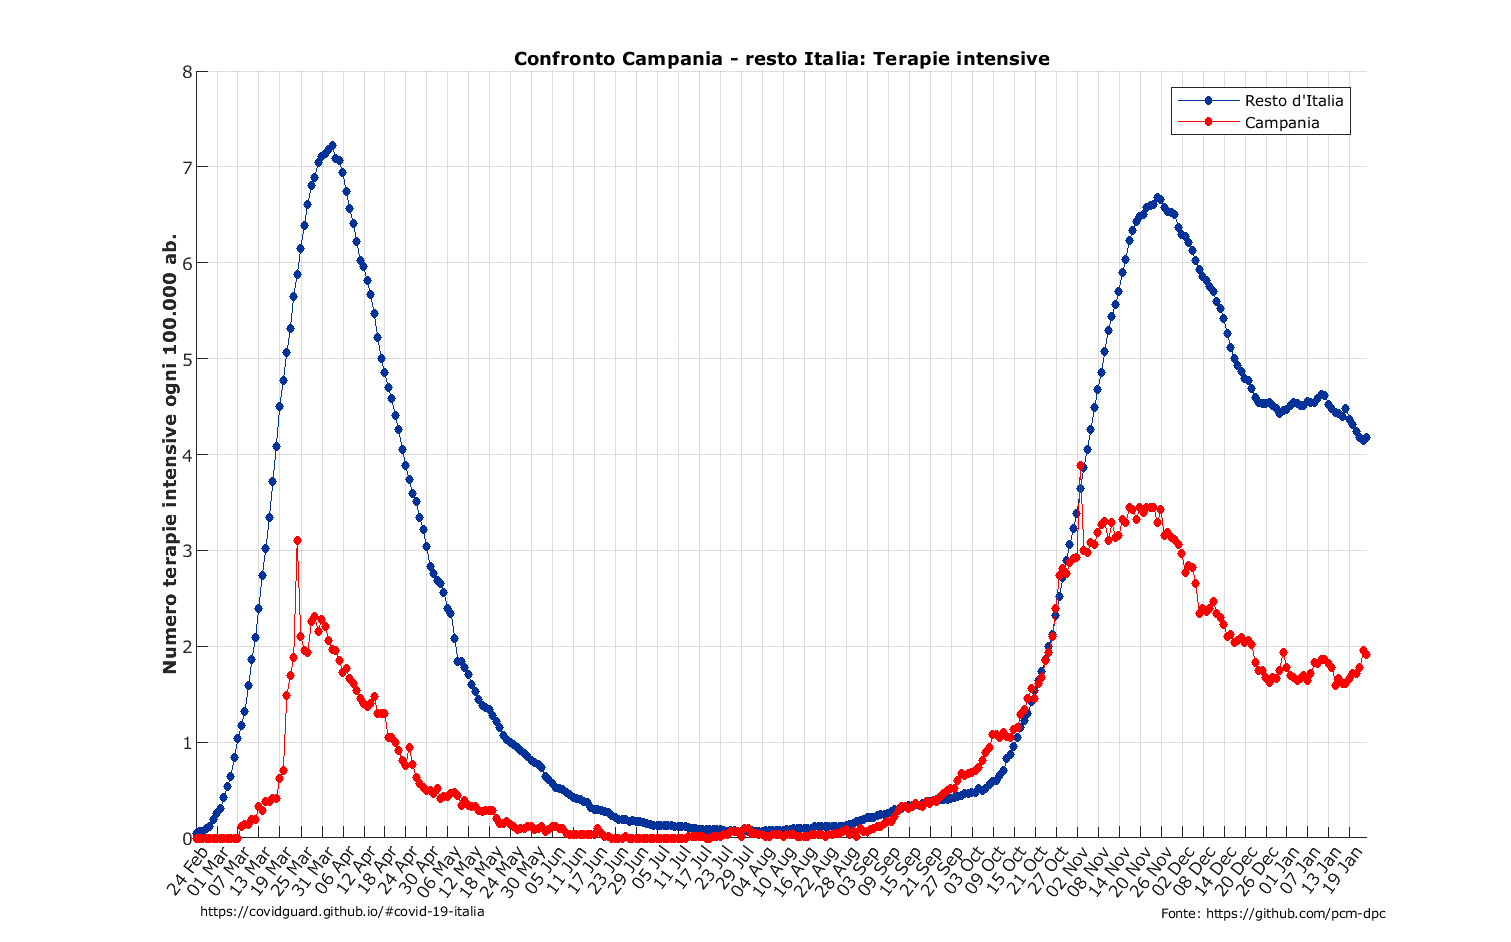 Confronto Campania - resto Italia: Terapie intensive
Resto d'Italia
Campania
Numero terapie intensive ogni 100.000 ab.
8
7
6
5
4
3
2
1
0
24 Feb
01 Mar
07 Mar
13 Mar
19 Mar
25 Mar
31 Mar
06 Apr
12 Apr
18 Apr
24 Apr
30 Apr
06 May
12 May
18 May
24 May
30 May
05 Jun
11 Jun
17 Jun
23 Jun
29 Jun
05 Jul
11 Jul
17 Jul
23 Jul
29 Jul
04 Aug
10 Aug
16 Aug
22 Aug
28 Aug
03 Sep
09 Sep
15 Sep
21 Sep
27 Sep
03 Oct
09 Oct
15 Oct
21 Oct
27 Oct
02 Nov
08 Nov
14 Nov
20 Nov
26 Nov
02 Dec
08 Dec
14 Dec
20 Dec
26 Dec
01 Jan
07 Jan
13 Jan
19 Jan
https://covidguard.github.io/#covid-19-italia
Fonte: https://github.com/pcm-dpc